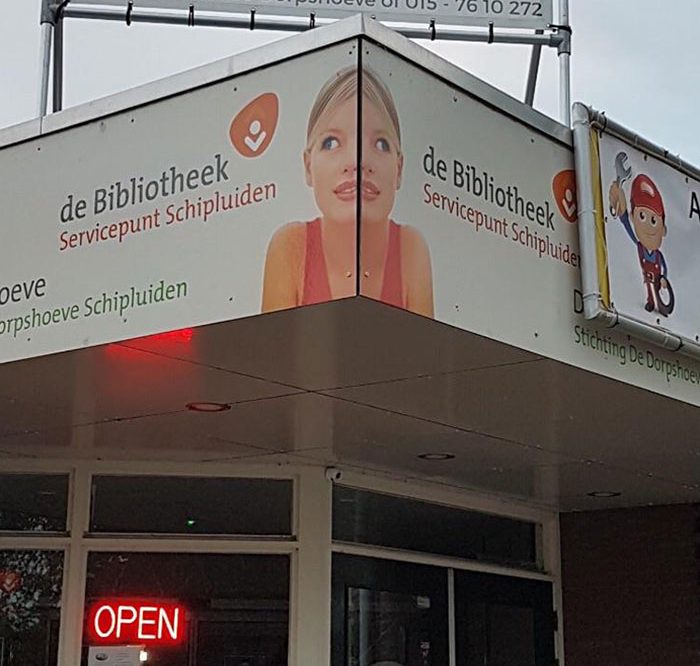 orpshoeve of 015 - 76 10 272
de Bibliotheek
Servicepunt Schipluiden
oeve
orpshoeve Schipluiden
de Bibliotheek
Servicepunt Schipluiden
D
Stichting De Dorpshoev
A
OPEN